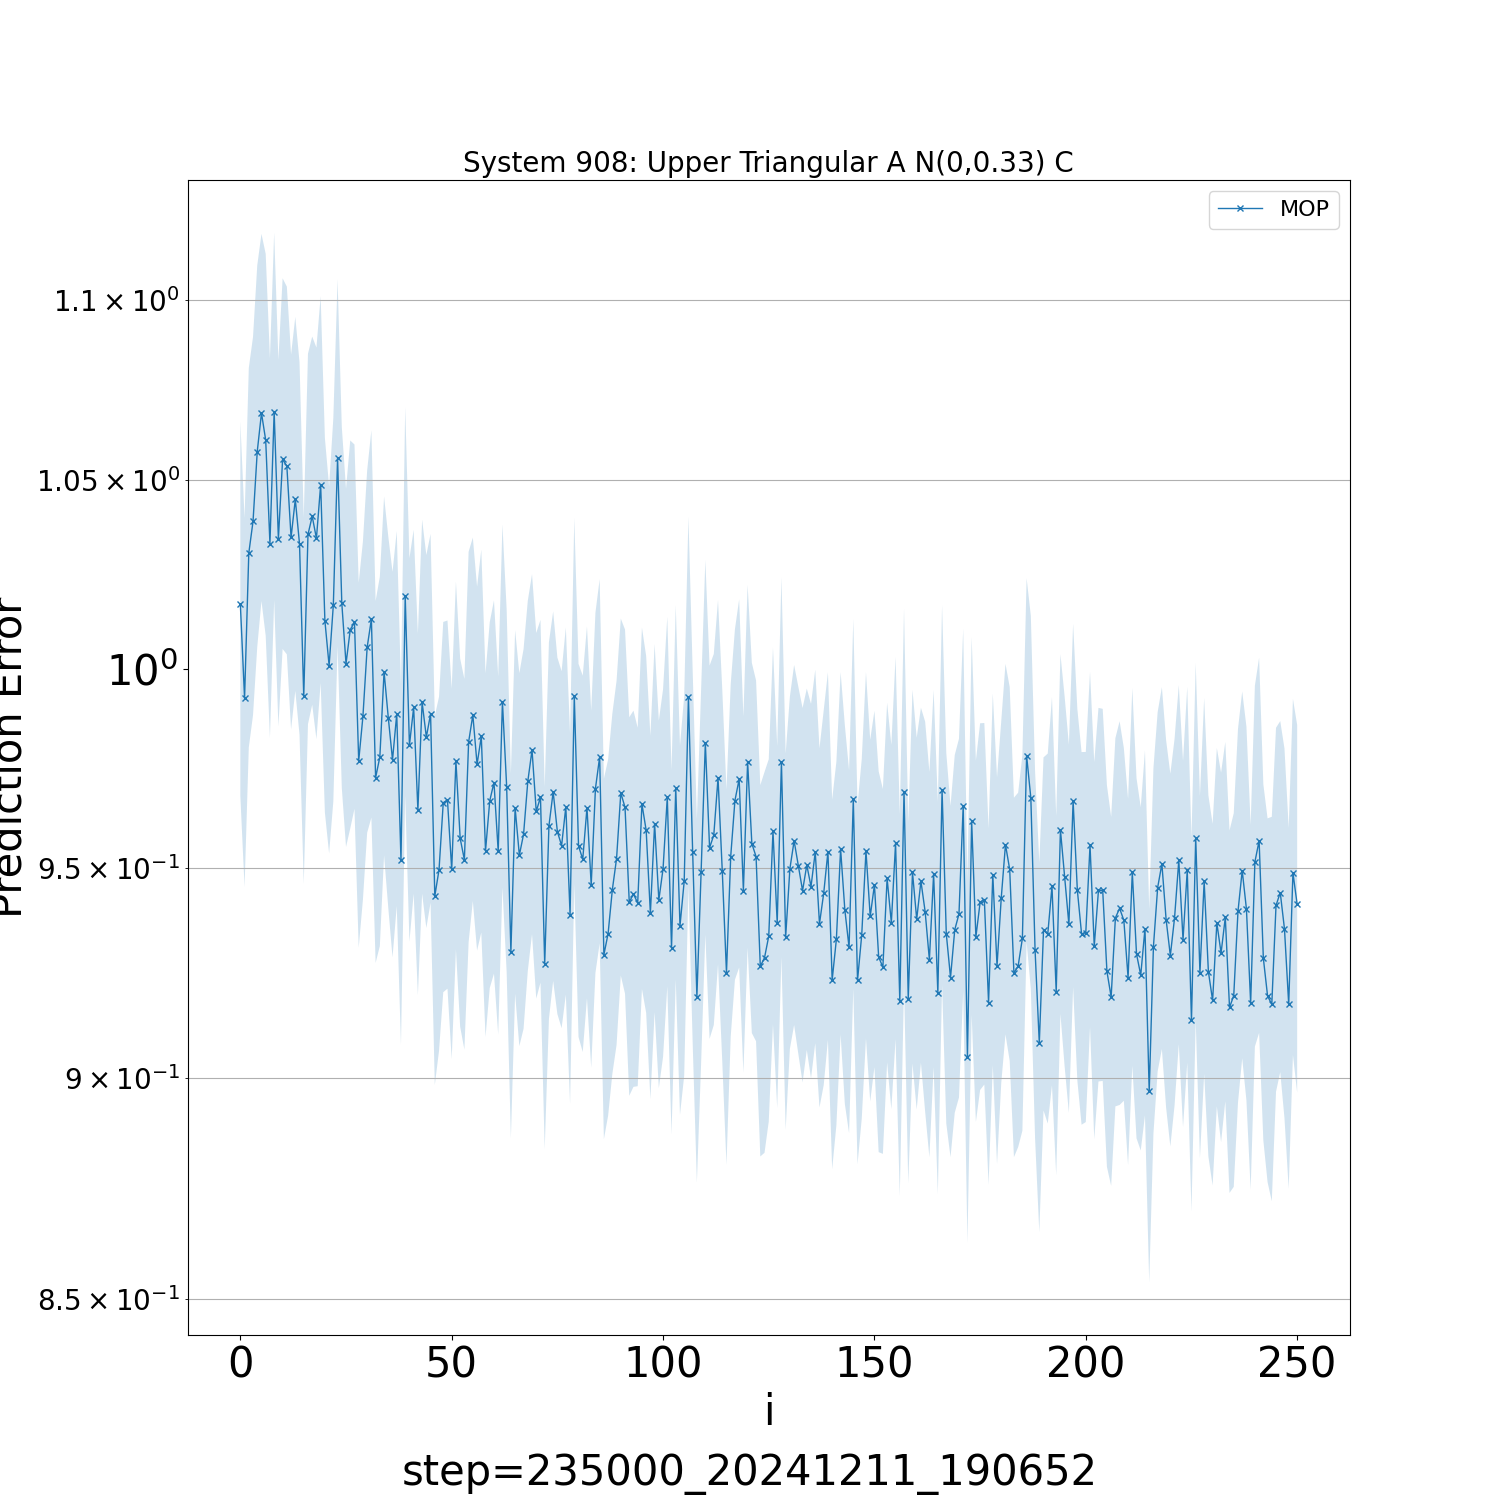 System 908: Upper Triangular A N(0,0.33) C
MOP
1.1 × 10⁰
1.05 × 10⁰
10⁰
9.5 × 10⁻¹
9 × 10⁻¹
8.5 × 10⁻¹
Prediction Error
0 50 100 150 200 250
i
step=235000_20241211_190652